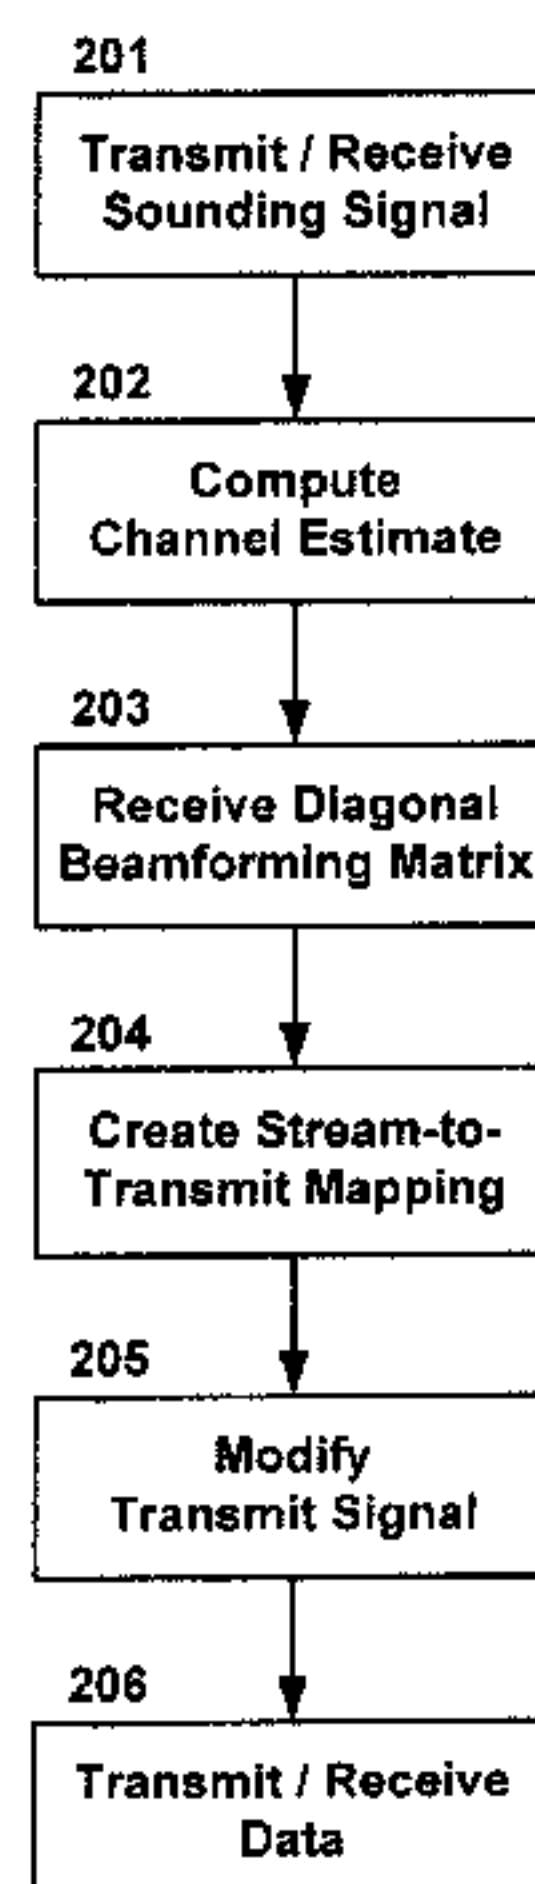 201
Transmit / Receive
Sounding Signal
202
Compute
Channel Estimate
203
Receive Diagonal
Beamforming Matrix
204
Create Stream-to-
Transmit Mapping
205
Modify
Transmit Signal
206
Transmit / Receive
Data